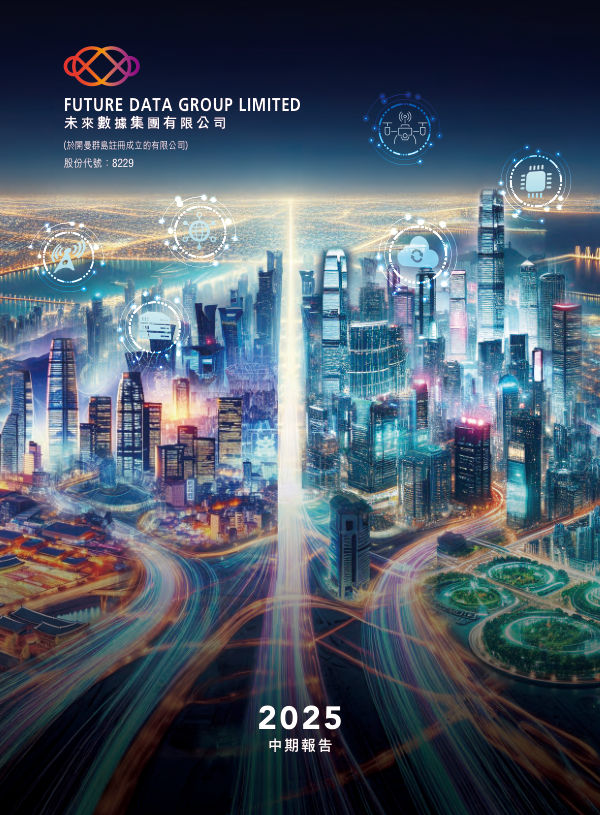 FUTURE DATA GROUP LIMITED
未來數據集團有限公司
(於開曼群島註冊成立的有限公司)
股份代號：8229
2025
中期報告